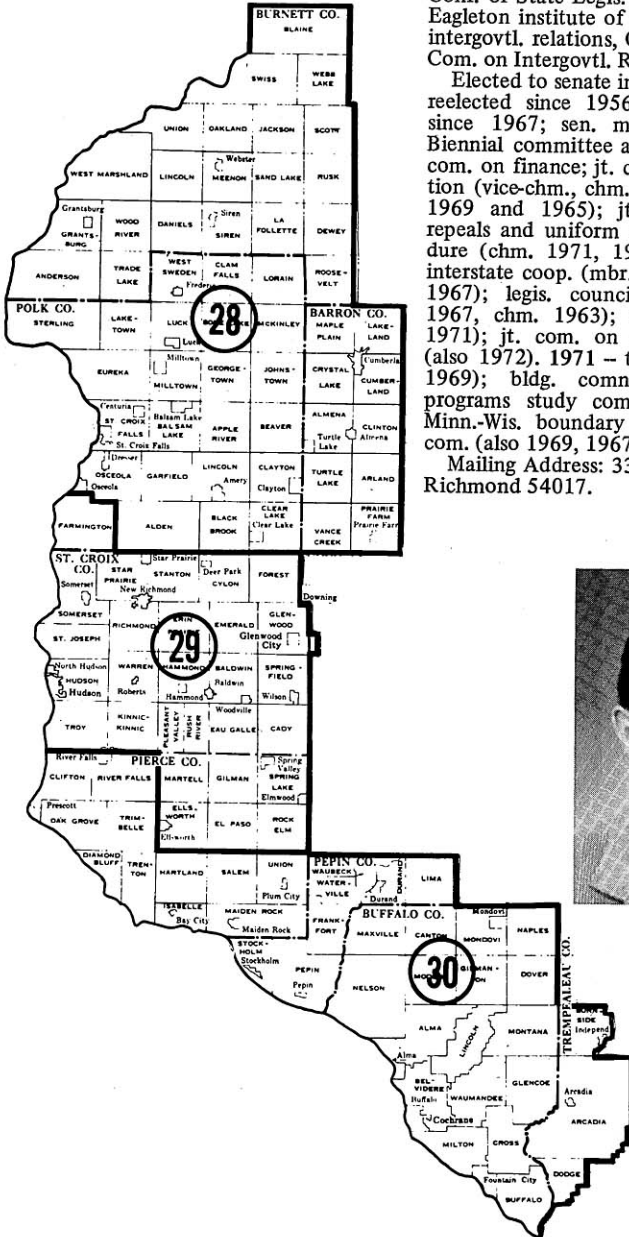 Com. of State Legis.
Eagleton institute of
intergovtl. relations,
Com. on Intergovtl. R
Elected to senate in
reelected since 1956
since 1967; sen. m
Biennial committee a
com. on finance; jt. c
tion (vice-chm., chm.
1969 and 1965); jt
repeals and uniform
dure (chm. 1971, 19
interstate coop. (mbr.
1967); legis. counci
1967, chm. 1963);
1971); jt. com. on
(also 1972). 1971 – t
1969); bldg. comn
programs study com
Minn.-Wis. boundary
com. (also 1969, 1967
Mailing Address: 33
Richmond 54017.
BURNETT CO.
BLAINE
SWISS
WEBB LAKE
UNION OAKLAND JACKSON SCOTT
Webster
WEST MARSHLAND LINCOLN MEENON SAND LAKE RUSK
Grantsburg
GRANTSBURG
WOOD RIVER
DANIELS
Siren
SIREN
LA FOLLETTE
DEWEY
ANDERSON
TRADE LAKE
WEST SWEDEN
CLAM FALLS
LORAIN
ROOSEVELT
Frederic
28
POLK CO.
STERLING
LAKETOWN
LUCK
Luck
MCKINLEY
BARRON CO.
MAPLE PLAIN
LAKELAND
Cumberla
EUREKA
Milltown
MILLTOWN
GEORGETOWN
JOHNSTOWN
CRYSTAL LAKE
CUMBERLAND
Centuria
ST CROIX FALLS
St. Croix Falls
Balsam Lake
BALSAM LAKE
APPLE RIVER
BEAVER
ALMENA
Turtle Lake
CLINTON
Almena
Dresser
OSCEOLA
Osceola
GARFIELD
LINCOLN
Amery
CLAYTON
Clayton
TURTLE LAKE
ARLAND
FARMINGTON
ALDEN
BLACK BROOK
CLEAR LAKE
Clear Lake
VANCE CREEK
PRAIRIE FARM
Prairie Farm
ST. CROIX CO.
Somerset
STAR PRAIRIE
Star Prairie
New Richmond
STANTON
Deer Park
CYLON
FOREST
Downing
SOMERSET
RICHMOND
ERIN
EMERALD
GLENWOOD
Glenwood City
ST. JOSEPH
29
North Hudson
HUDSON
Hudson
WARREN
Roberts
HAMMOND
Hammond
BALDWIN
Baldwin
SPRINGFIELD
Wilson
Woodville
TROY
KINNICKINNIC
PLEASANT VALLEY
RUSH RIVER
EAU GALLE
CADY
River Falls
PIERCE CO.
CLIFTON RIVER FALLS MARTELL GILMAN
Spring Valley
SPRING LAKE
Elmwood
Prescott
OAK GROVE
TRIMBELLE
ELLSWORTH
Ellsworth
EL PASO
ROCK ELM
DIAMOND BLUFF
TRENTON
HARTLAND
SALEM
UNION
Plum City
ISABELLE
Bay City
MAIDEN ROCK
Maiden Rock
PEPIN CO.
WAUBECK
WATERVILLE
DURAND
Durand
LIMA
STOCKHOLM
Stockholm
PEPIN
Pepin
FRANKFORT
BUFFALO CO.
MAXVILLE
CANTON
Mondovi
MONDOVI
NAPLES
NELSON
30
GILMANTON
DOVER
TREMPEALEAU CO.
ALMA
Alma
LINCOLN
MONTANA
BURNSIDE
Independ
BELVIDERE
Buffalo
WAUMANDEE
GLENCOE
Arcadia
ARCADIA
Cochrane
MILTON
CROSS
Fountain City
DODGE
BUFFALO